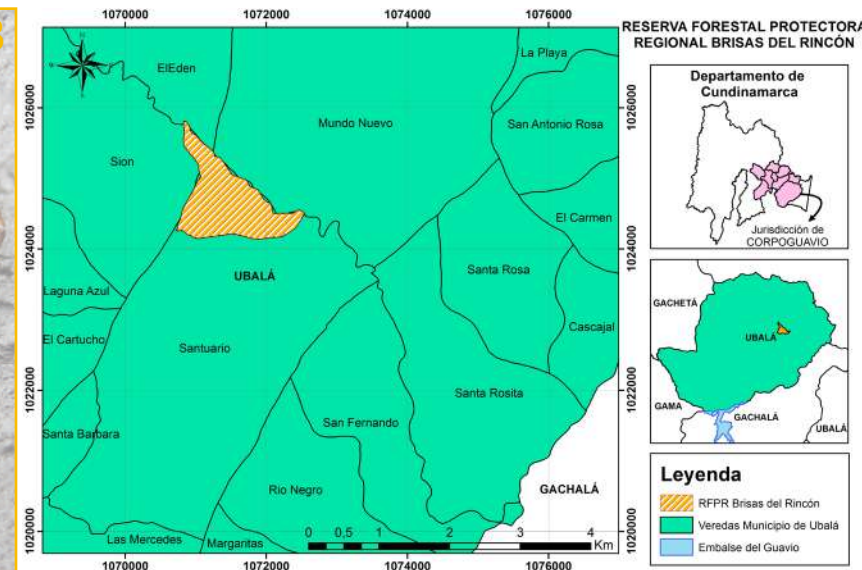 RESERVA FORESTAL PROTECTORA
REGIONAL BRISAS DEL RINCÓN
1070000
1072000
1074000
1076000
1026000
1024000
1022000
1020000
N
ElEden
La Playa
Mundo Nuevo
San Antonio Rosa
Sion
El Carmen
UBALÁ
Santa Rosa
Laguna Azul
El Cartucho
Santuario
Cascajal
Santa Rosita
San Fernando
Santa Barbara
Rio Negro
GACHALÁ
Las Mercedes
Margaritas
0 0,5 1 2 3 4
Km
1070000
1072000
1074000
1076000
1026000
1024000
1022000
1020000
Departamento de
Cundinamarca
Jurisdicción de
CORPOGUAVIO
GACHETÁ
UBALÁ
GAMA
GACHALÁ
UBALÁ
Leyenda
RFPR Brisas del Rincón
Veredas Municipio de Ubalá
Embalse del Guavio